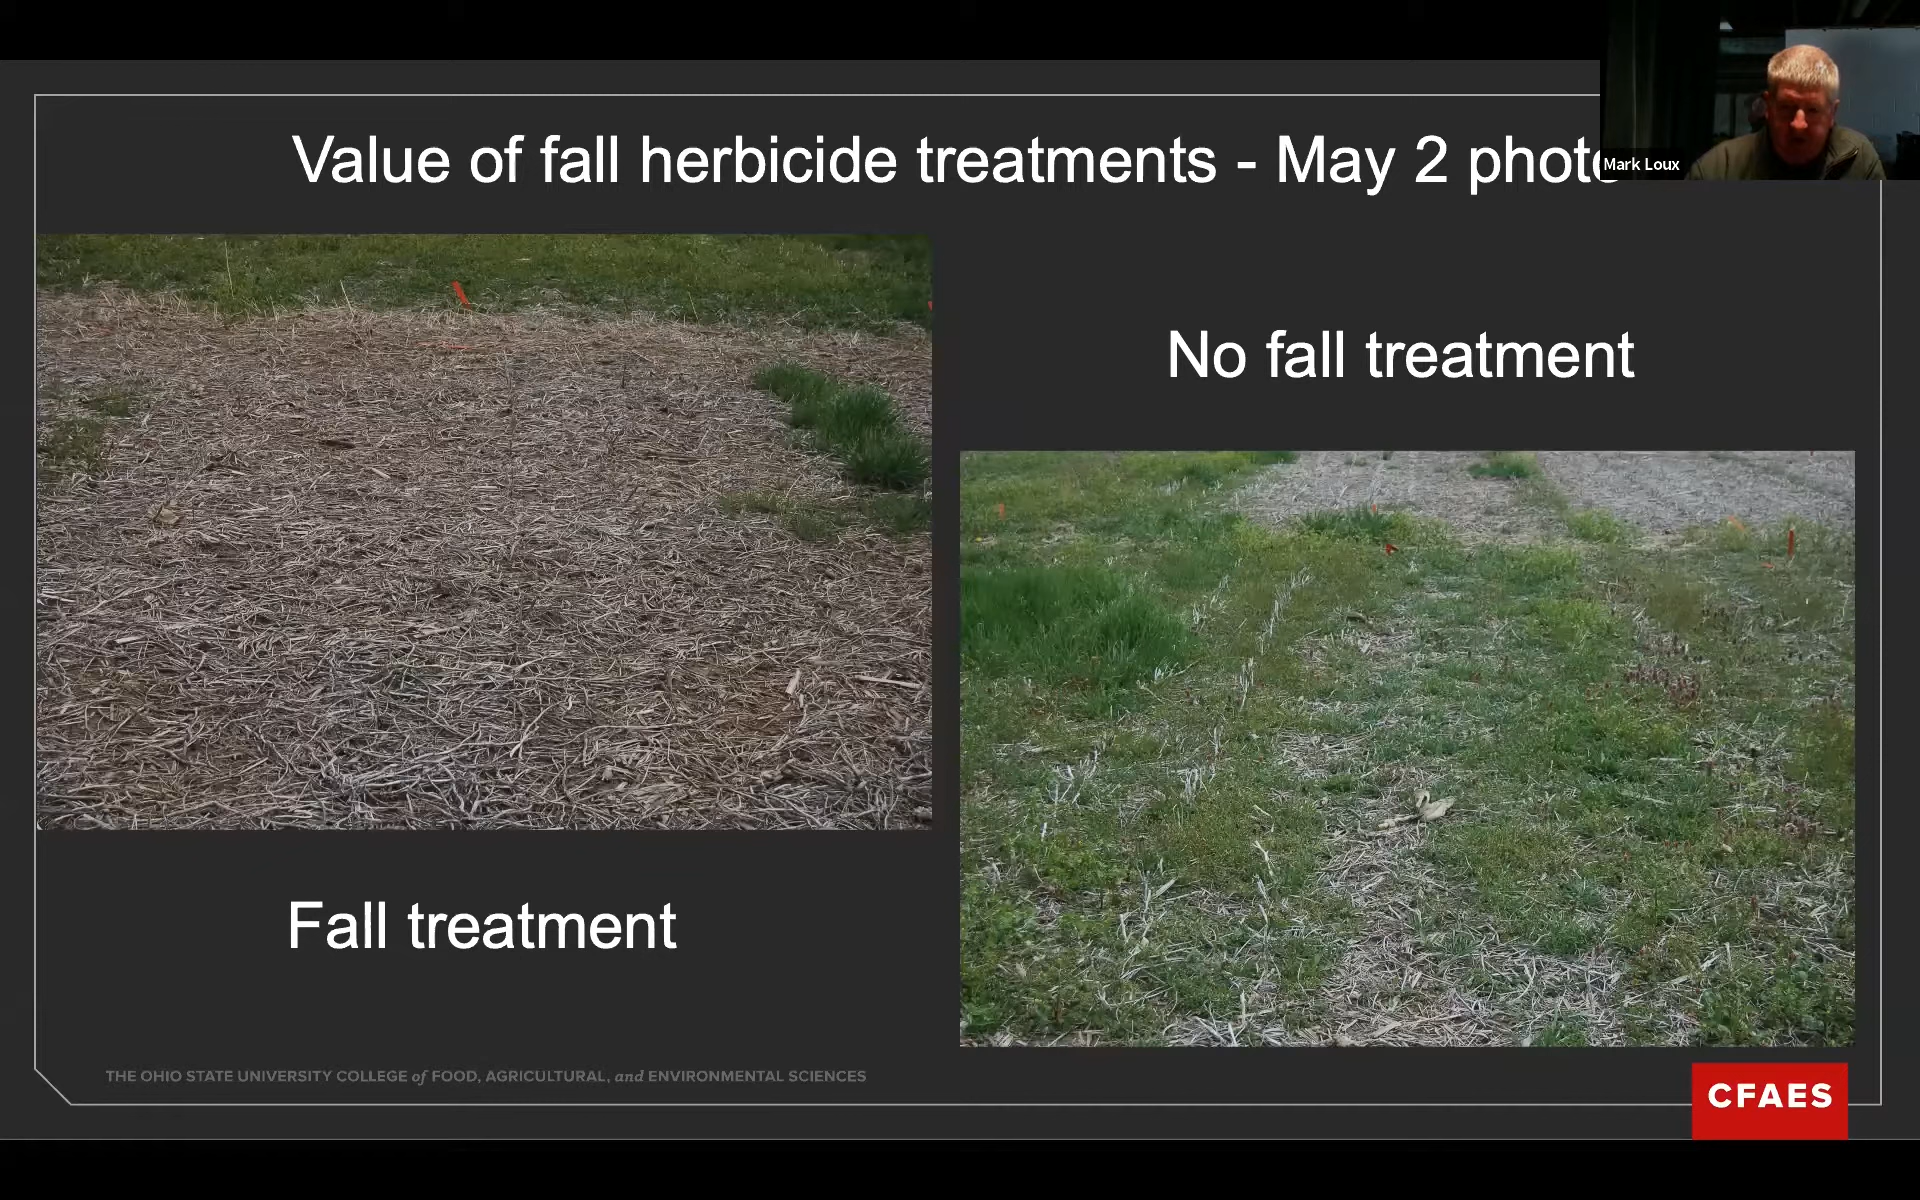 Value of fall herbicide treatments - May 2 photo
Mark Loux
No fall treatment
Fall treatment
THE OHIO STATE UNIVERSITY COLLEGE of FOOD, AGRICULTURAL, and ENVIRONMENTAL SCIENCES
CFAES